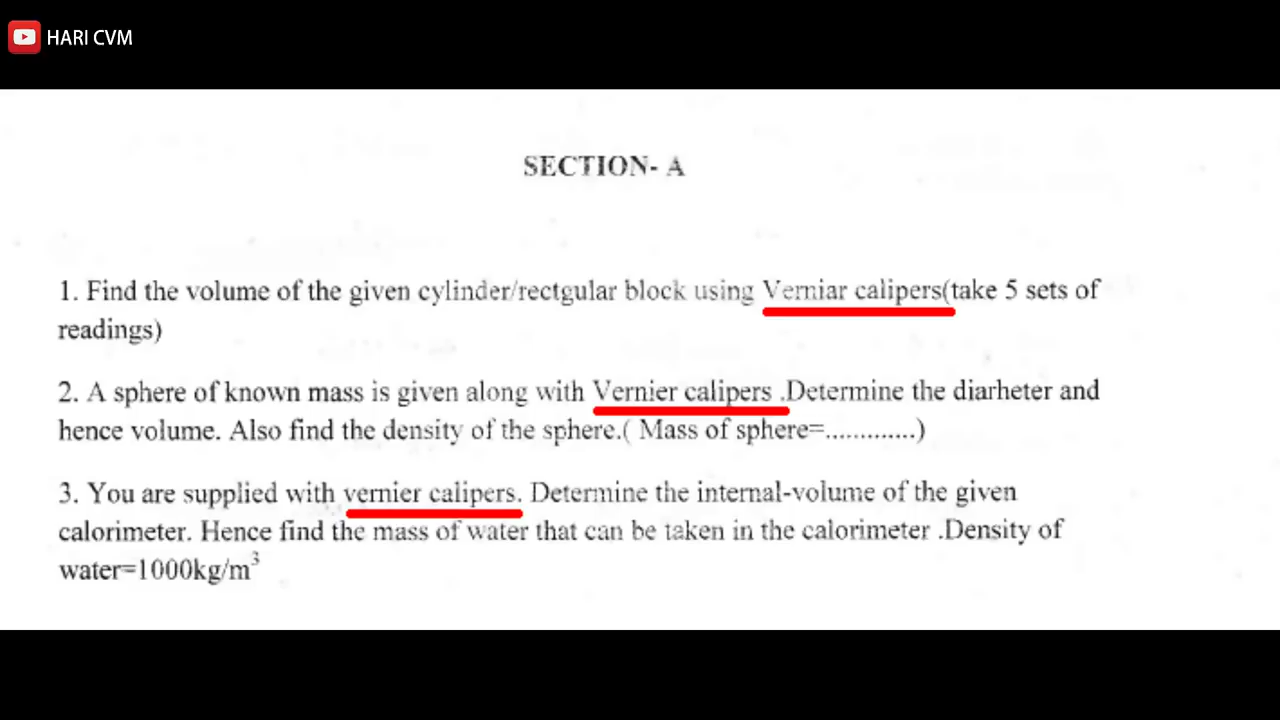 HARI CVM
SECTION- A
1. Find the volume of the given cylinder/rectgular block using Verniar calipers(take 5 sets of
readings)
2. A sphere of known mass is given along with Vernier calipers .Determine the diarheter and
hence volume. Also find the density of the sphere.( Mass of sphere=.............)
3. You are supplied with vernier calipers. Determine the internal-volume of the given
calorimeter. Hence find the mass of water that can be taken in the calorimeter .Density of
water=1000kg/m³